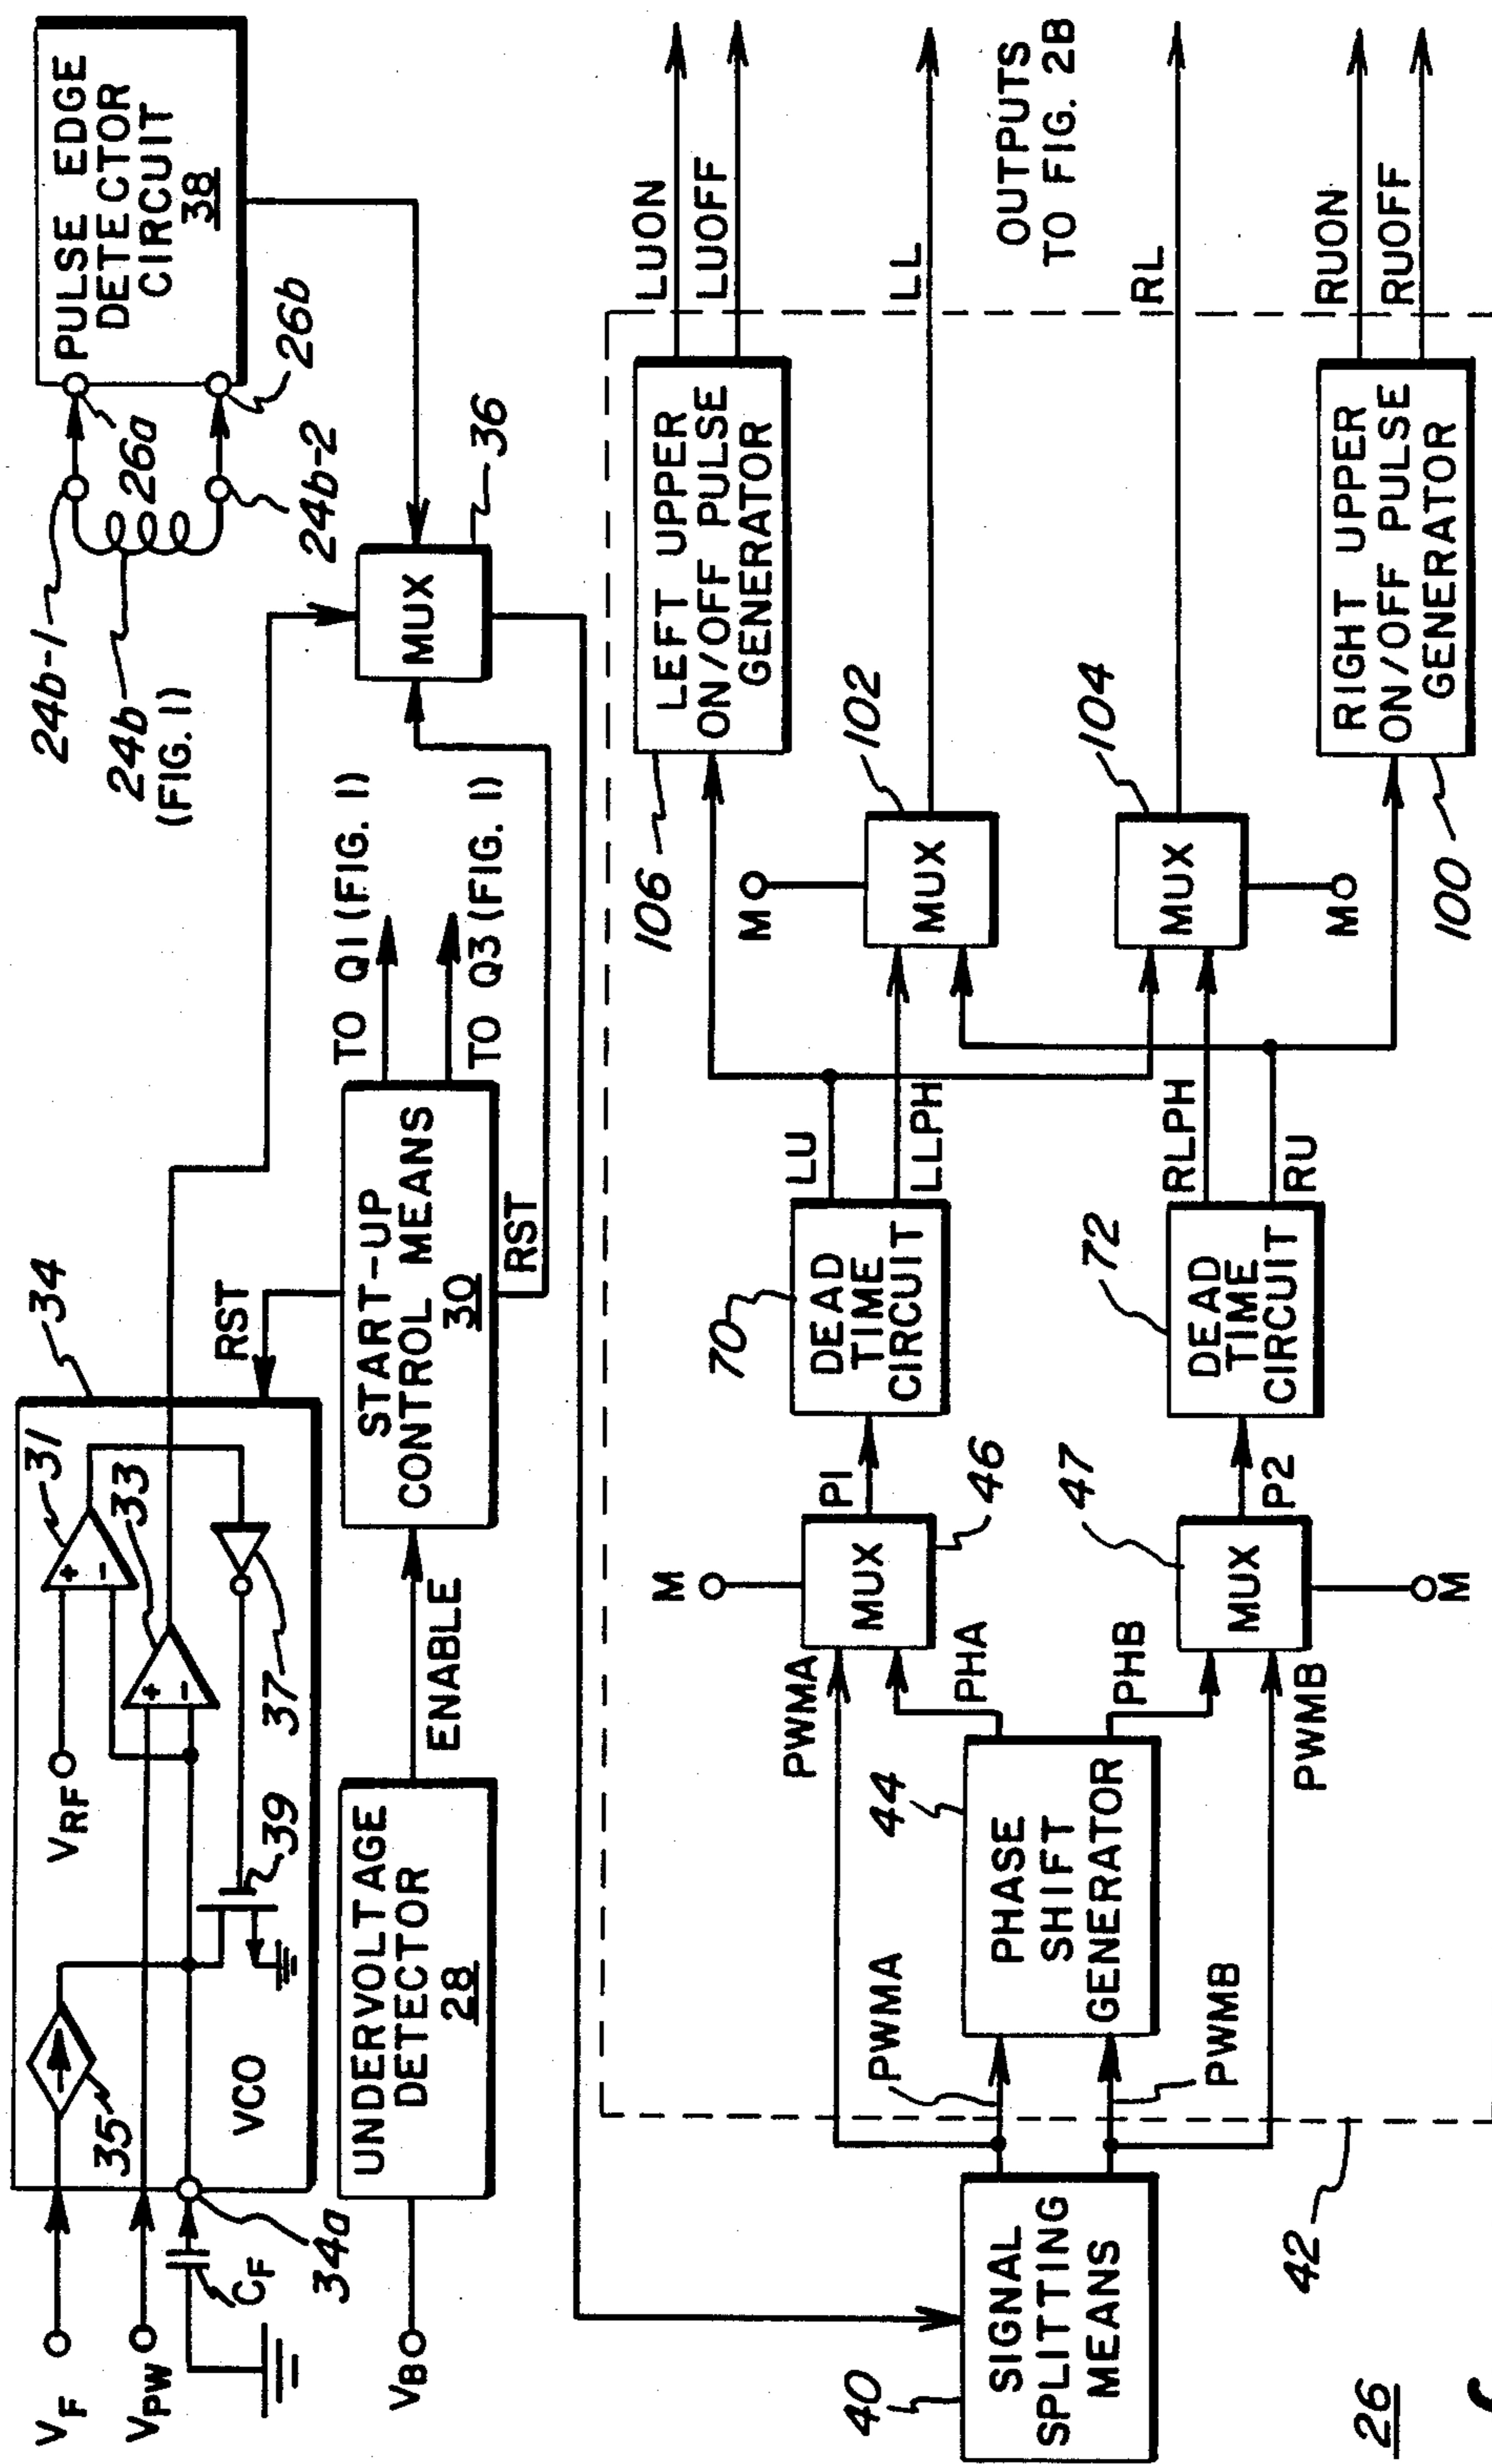 VF
VPW
CF
34a
35
VCO
VRF
39
37
33
31
34
+
-
+
-
VB
UNDERVOLTAGE
DETECTOR
28
ENABLE
START-UP
CONTROL MEANS
30
RST
RST
TO Q1 (FIG. 1)
TO Q3 (FIG. 1)
24b-1
24b
(FIG. 1)
24b-2
26a
26b
PULSE EDGE
DETECTOR
CIRCUIT
38
MUX
36
40
SIGNAL
SPLITTING
MEANS
42
PWMA
PWMB
44
PHASE
SHIFT
GENERATOR
PWMA
PHA
PHB
PWMB
M
MUX
46
47
MUX
M
P1
P2
70
DEAD
TIME
CIRCUIT
72
DEAD
TIME
CIRCUIT
LU
LLPH
RLPH
RU
106
LEFT UPPER
ON/OFF PULSE
GENERATOR
M
MUX
102
104
MUX
M
100
RIGHT UPPER
ON/OFF PULSE
GENERATOR
LUON
LUOFF
LL
OUTPUTS
TO FIG. 2B
RL
RUON
RUOFF
26